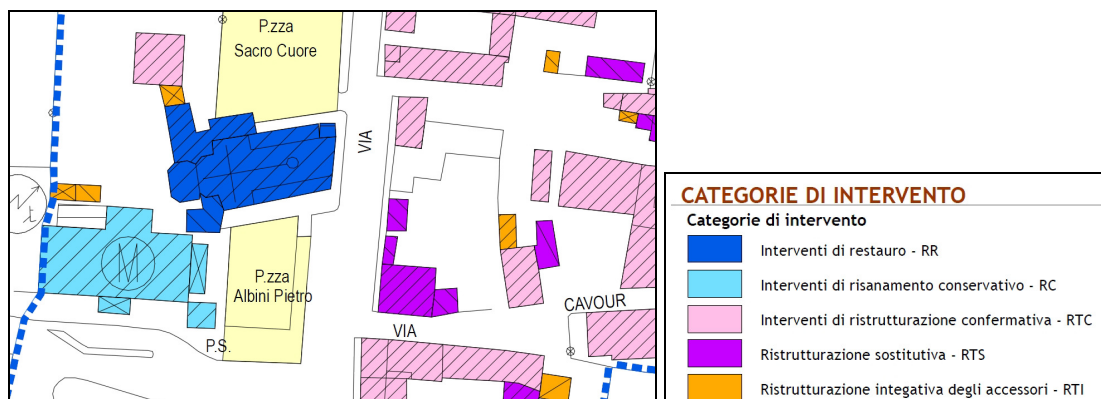 P.zza
Sacro Cuore
VIA
M
t
P.zza
Albini Pietro
CAVOUR
VIA
P.S.
CATEGORIE DI INTERVENTO
Categorie di intervento
Interventi di restauro - RR
Interventi di risanamento conservativo - RC
Interventi di ristrutturazione confermativa - RTC
Ristrutturazione sostitutiva - RTS
Ristrutturazione integativa degli accessori - RTI